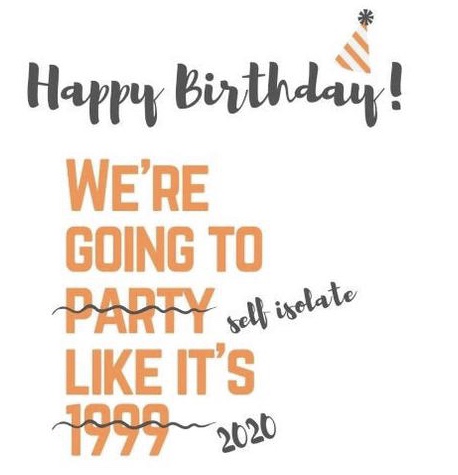 Happy Birthday!
WE'RE
GOING TO
PARTY self isolate
LIKE IT'S
1999 2020